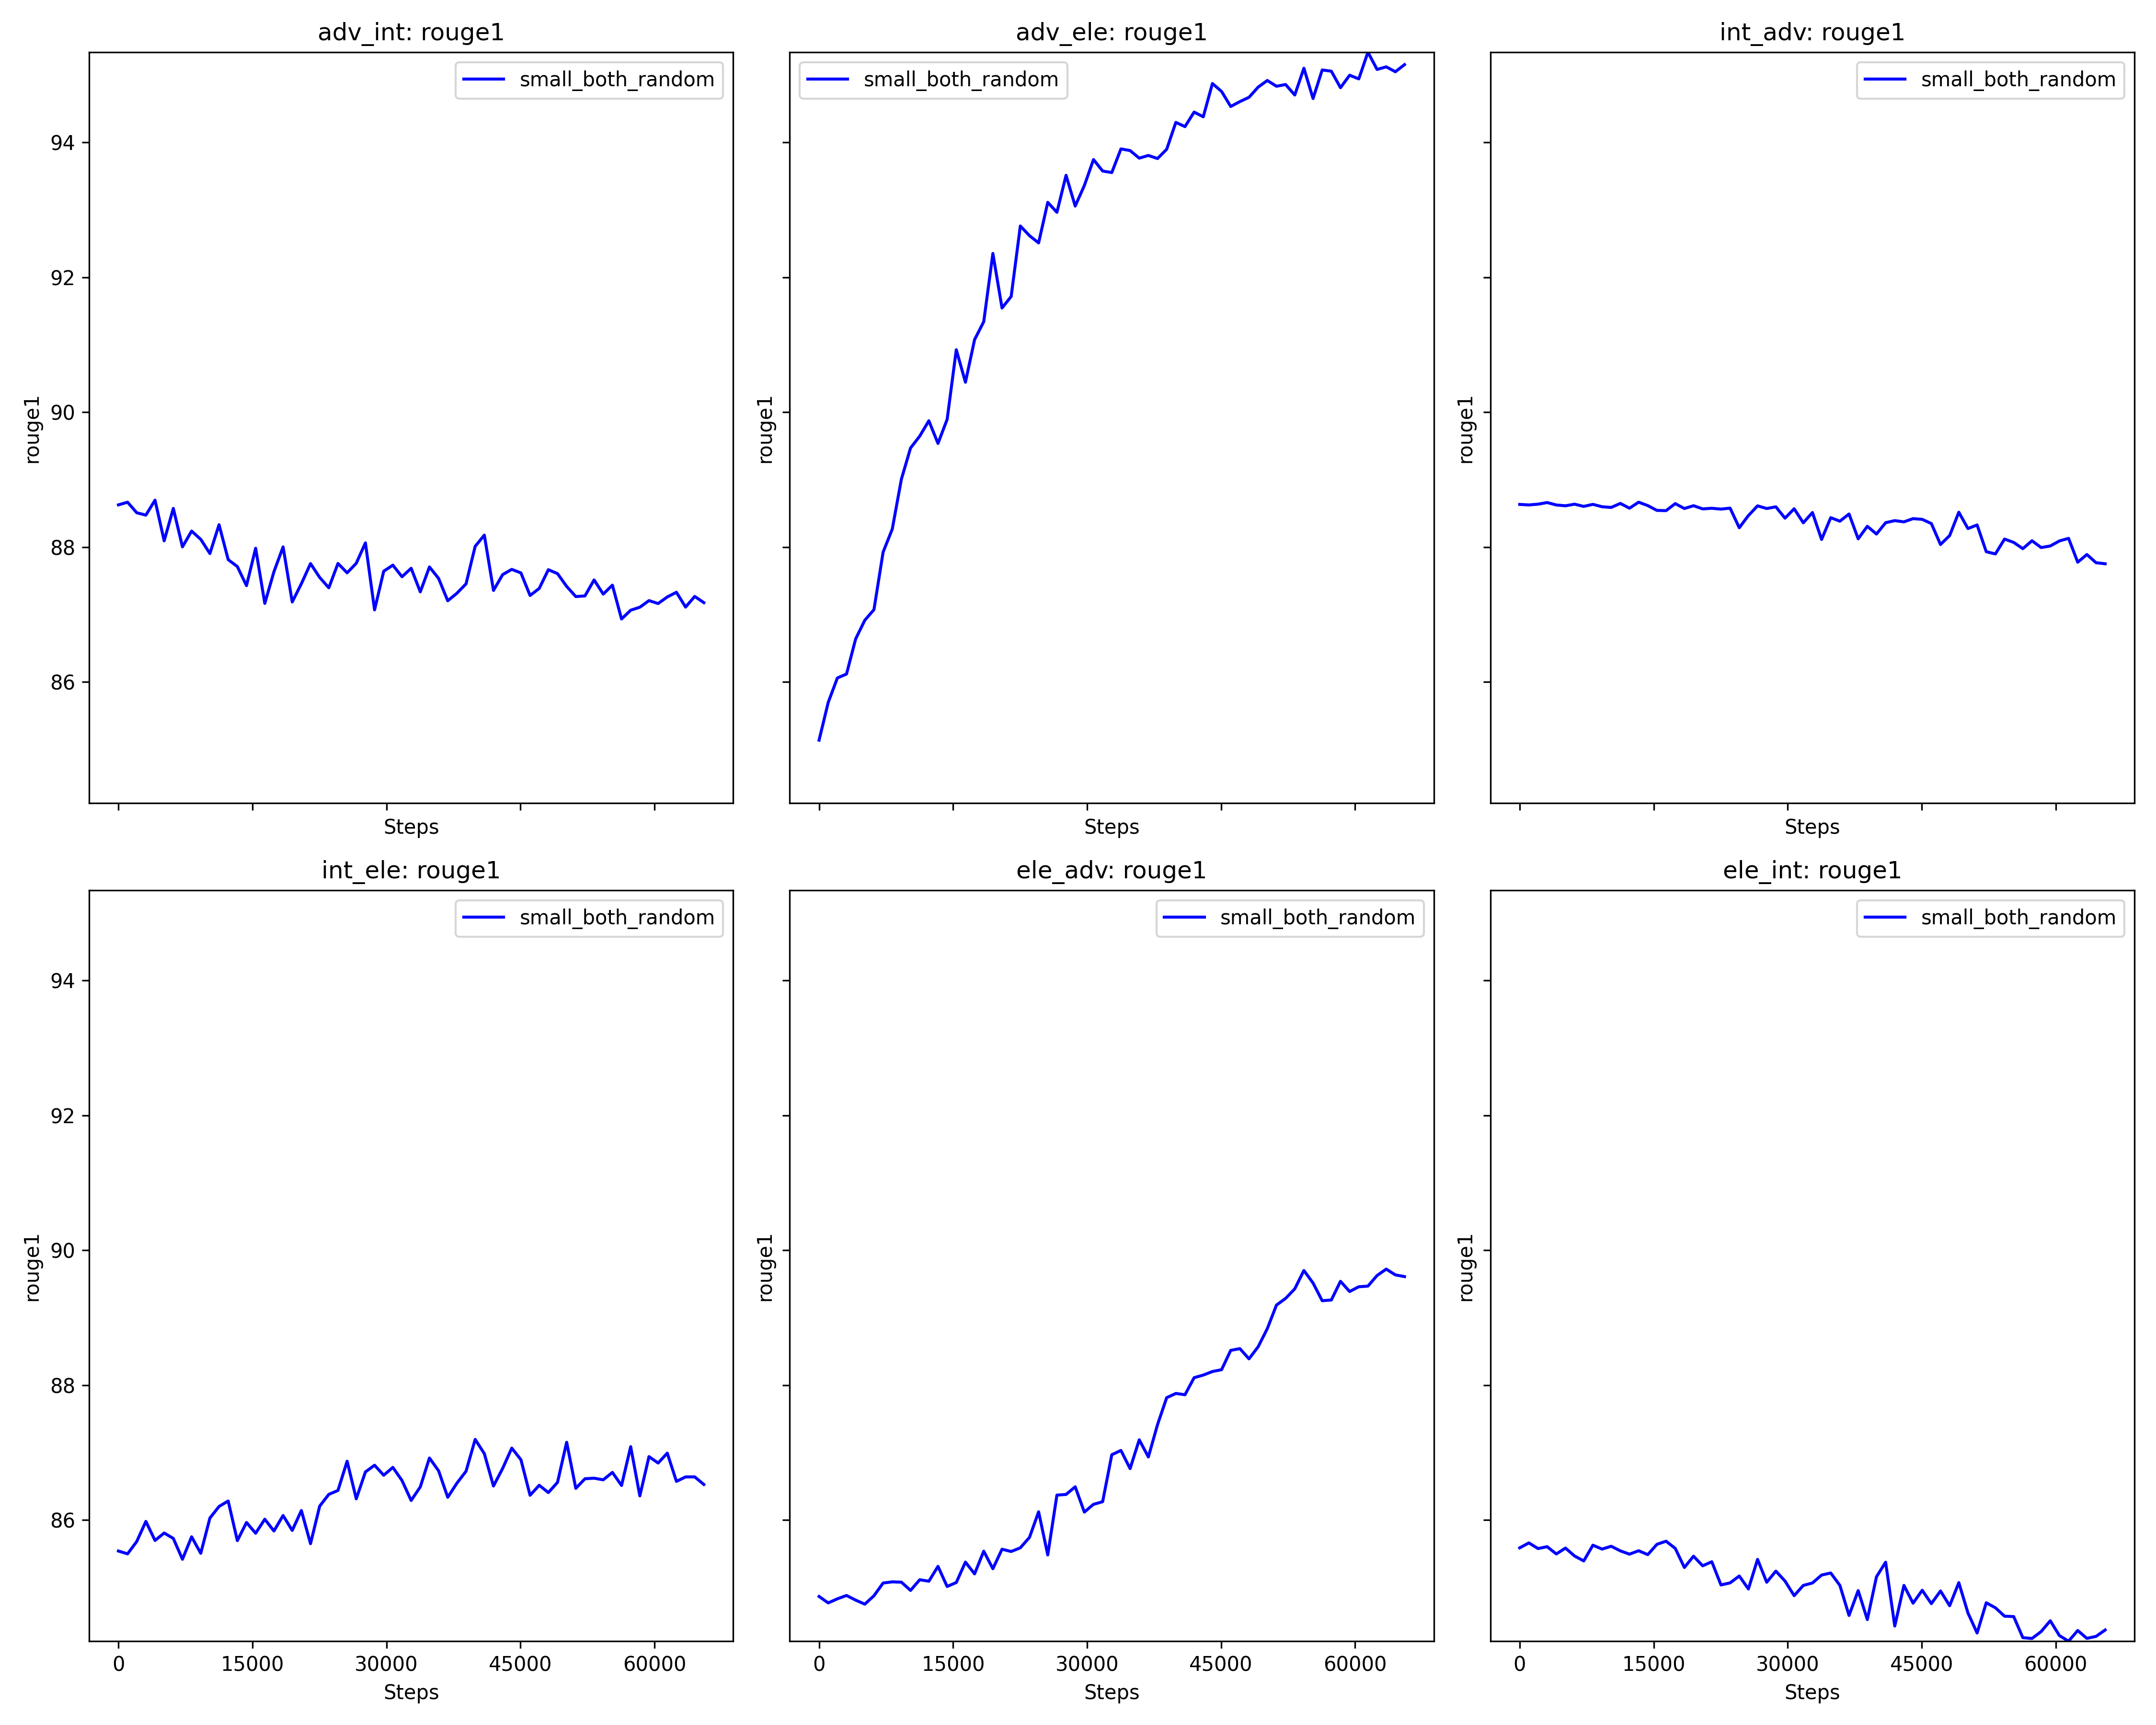 adv_int: rouge1
small_both_random
94
92
90
88
86
rouge1
Steps
adv_ele: rouge1
small_both_random
rouge1
Steps
int_adv: rouge1
small_both_random
rouge1
Steps
int_ele: rouge1
small_both_random
94
92
90
88
86
rouge1
0 15000 30000 45000 60000
Steps
ele_adv: rouge1
small_both_random
rouge1
0 15000 30000 45000 60000
Steps
ele_int: rouge1
small_both_random
rouge1
0 15000 30000 45000 60000
Steps